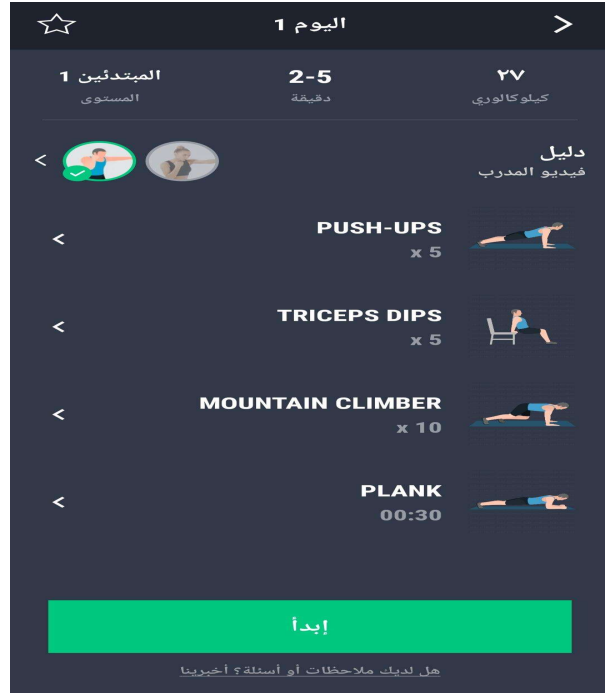 اليوم 1
٢٧
كيلوكالوري
2-5
دقيقة
المبتدئين 1
المستوى
دليل
فيديو المدرب
PUSH-UPS
x 5
TRICEPS DIPS
x 5
MOUNTAIN CLIMBER
x 10
PLANK
00:30
إبدأ
هل لديك ملاحظات أو أسئلة؟ أخبرينا